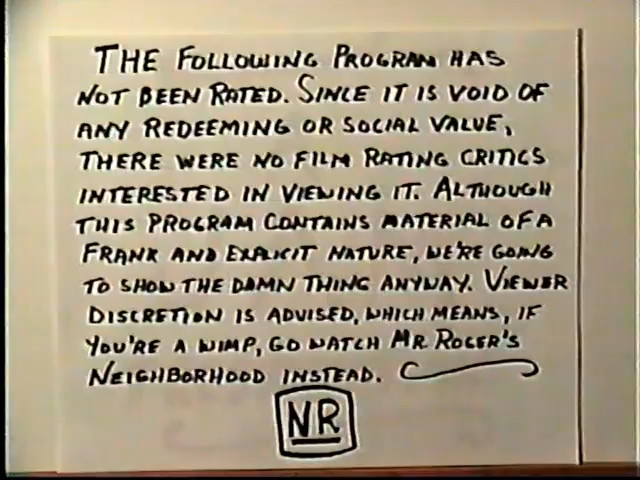 THE FOLLOWING PROGRAM HAS
NOT BEEN RATED. SINCE IT IS VOID OF
ANY REDEEMING OR SOCIAL VALUE,
THERE WERE NO FILM RATING CRITICS
INTERESTED IN VIEWING IT. ALTHOUGH
THIS PROGRAM CONTAINS MATERIAL OF A
FRANK AND EXPLICIT NATURE, WE'RE GOING
TO SHOW THE DAMN THING ANYWAY. VIEWER
DISCRETION IS ADVISED, WHICH MEANS, IF
YOU'RE A WIMP, GO WATCH MR ROGER'S
NEIGHBORHOOD INSTEAD.
NR